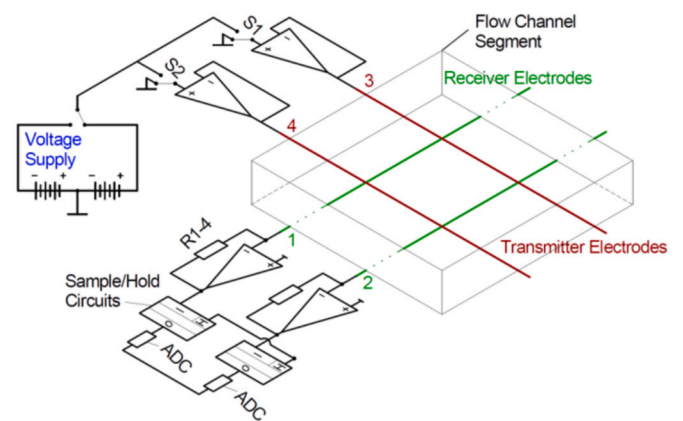 S1
S2
Flow Channel
Segment
Receiver Electrodes
3
4
Voltage
Supply
- + - +
- +
- +
R1-4
1
2
- +
- +
Transmitter Electrodes
Sample/Hold
Circuits
I H
O
I H
O
ADC
ADC